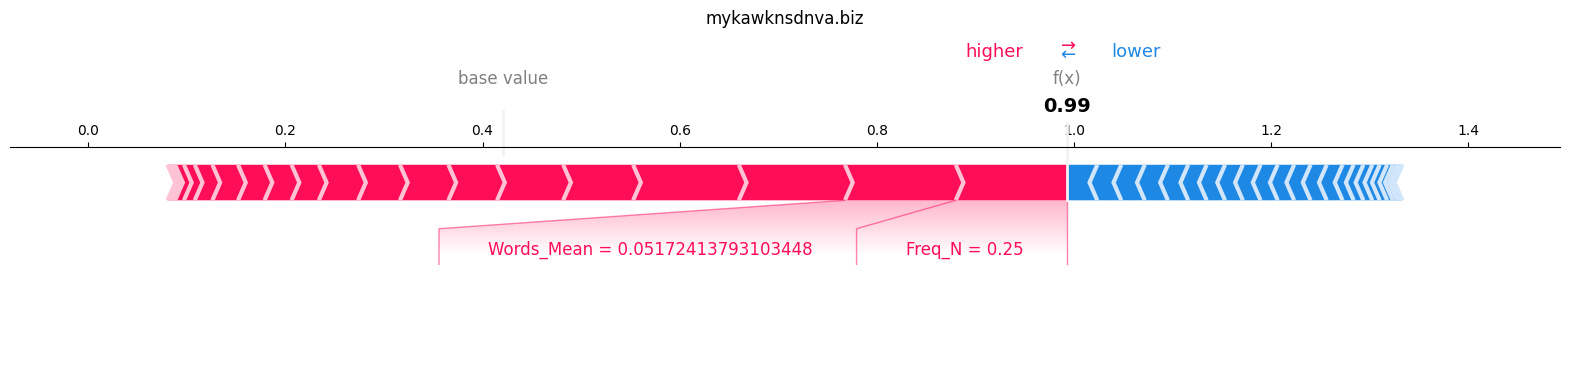 mykawknsdnva.biz
higher ⇄ lower
base value f(x)
0.99
0.0 0.2 0.4 0.6 0.8 1.0 1.2 1.4
Words_Mean = 0.05172413793103448 Freq_N = 0.25